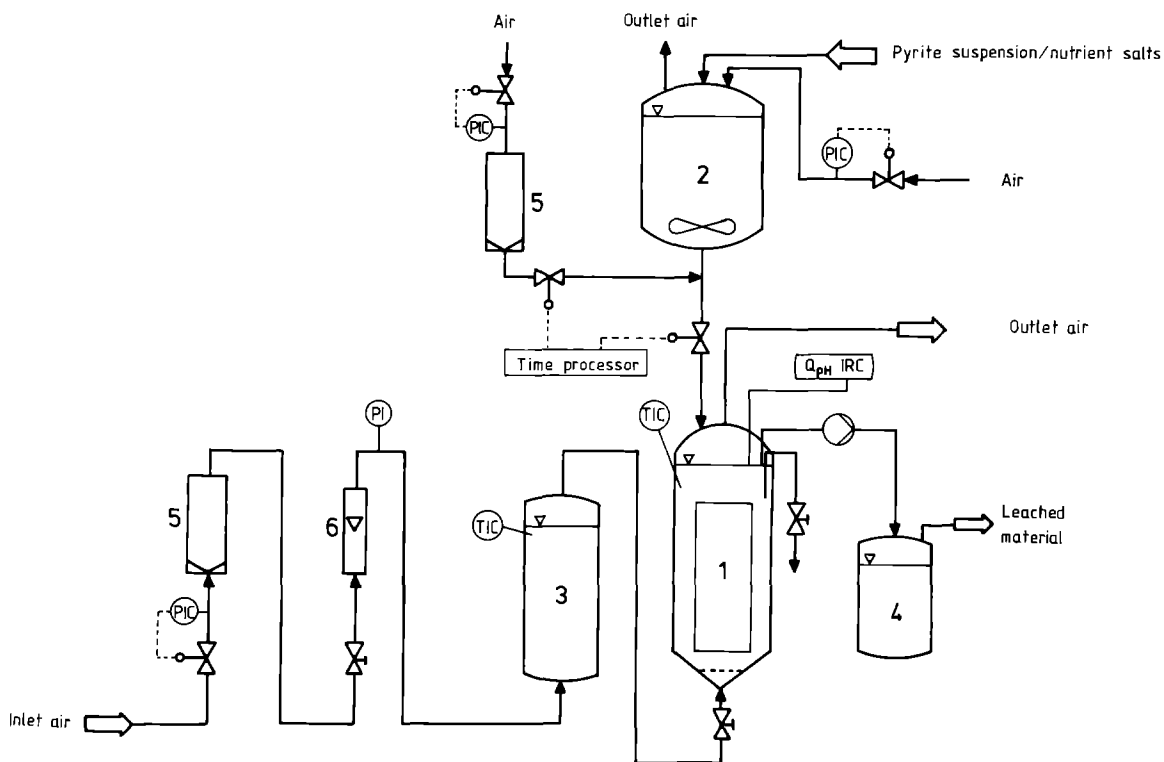 Air
Outlet air
Pyrite suspension/nutrient salts
PIC
PIC
2
5
Air
Outlet air
Time processor
QpH IRC
PI
TIC
5
6
TIC
Leached
material
1
3
4
PIC
Inlet air